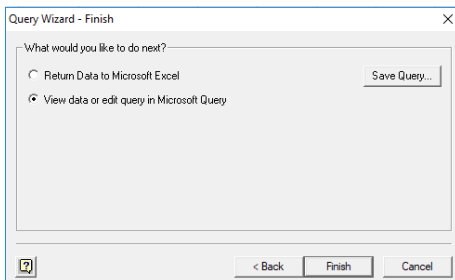 Query Wizard - Finish
What would you like to do next?
Return Data to Microsoft Excel
Save Query...
View data or edit query in Microsoft Query
?
< Back
Finish
Cancel